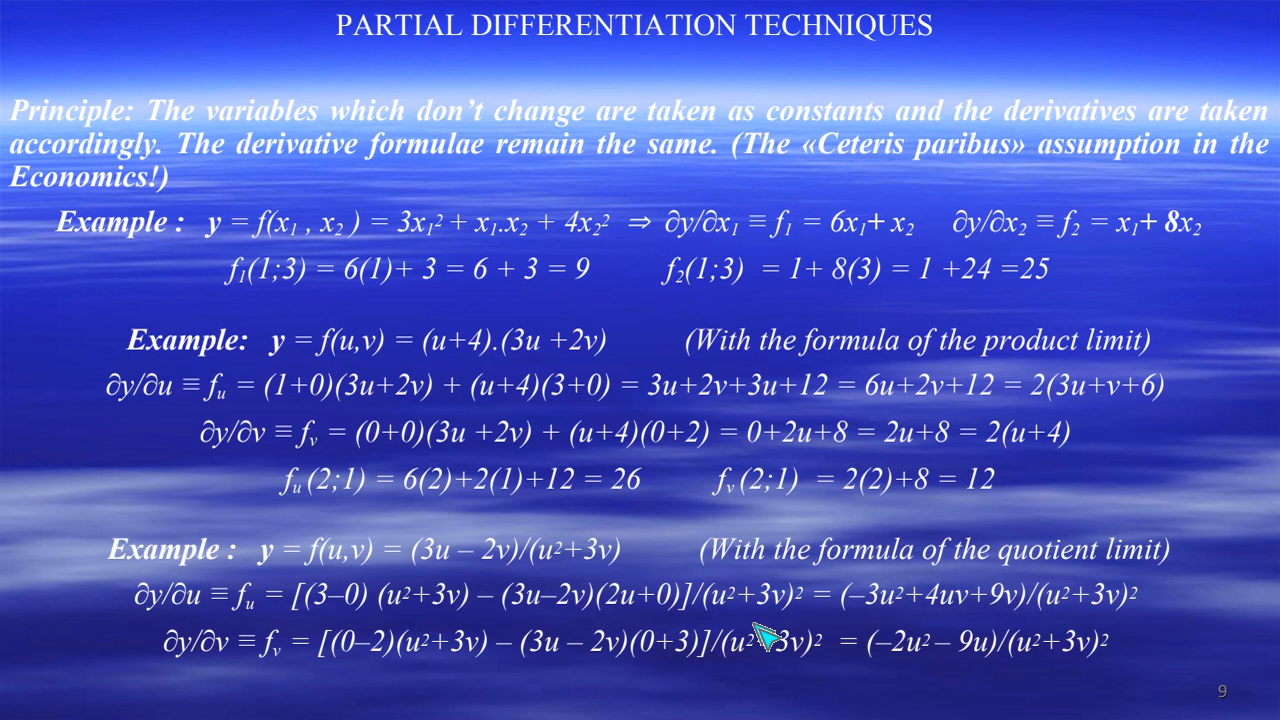 PARTIAL DIFFERENTIATION TECHNIQUES
Principle: The variables which don’t change are taken as constants and the derivatives are taken
accordingly. The derivative formulae remain the same. (The «Ceteris paribus» assumption in the
Economics!)
Example : y = f(x₁ , x₂ ) = 3x₁² + x₁.x₂ + 4x₂² ⇒ ∂y/∂x₁ ≡ f₁ = 6x₁+ x₂ ∂y/∂x₂ ≡ f₂ = x₁+ 8x₂
f₁(1;3) = 6(1)+ 3 = 6 + 3 = 9 f₂(1;3) = 1+ 8(3) = 1 +24 =25
Example: y = f(u,v) = (u+4).(3u +2v) (With the formula of the product limit)
∂y/∂u ≡ fᵤ = (1+0)(3u+2v) + (u+4)(3+0) = 3u+2v+3u+12 = 6u+2v+12 = 2(3u+v+6)
∂y/∂v ≡ fᵥ = (0+0)(3u +2v) + (u+4)(0+2) = 0+2u+8 = 2u+8 = 2(u+4)
fᵤ (2;1) = 6(2)+2(1)+12 = 26 fᵥ (2;1) = 2(2)+8 = 12
Example : y = f(u,v) = (3u – 2v)/(u²+3v) (With the formula of the quotient limit)
∂y/∂u ≡ fᵤ = [(3–0) (u²+3v) – (3u–2v)(2u+0)]/(u²+3v)² = (–3u²+4uv+9v)/(u²+3v)²
∂y/∂v ≡ fᵥ = [(0–2)(u²+3v) – (3u – 2v)(0+3)]/(u²+3v)² = (–2u² – 9u)/(u²+3v)²
9